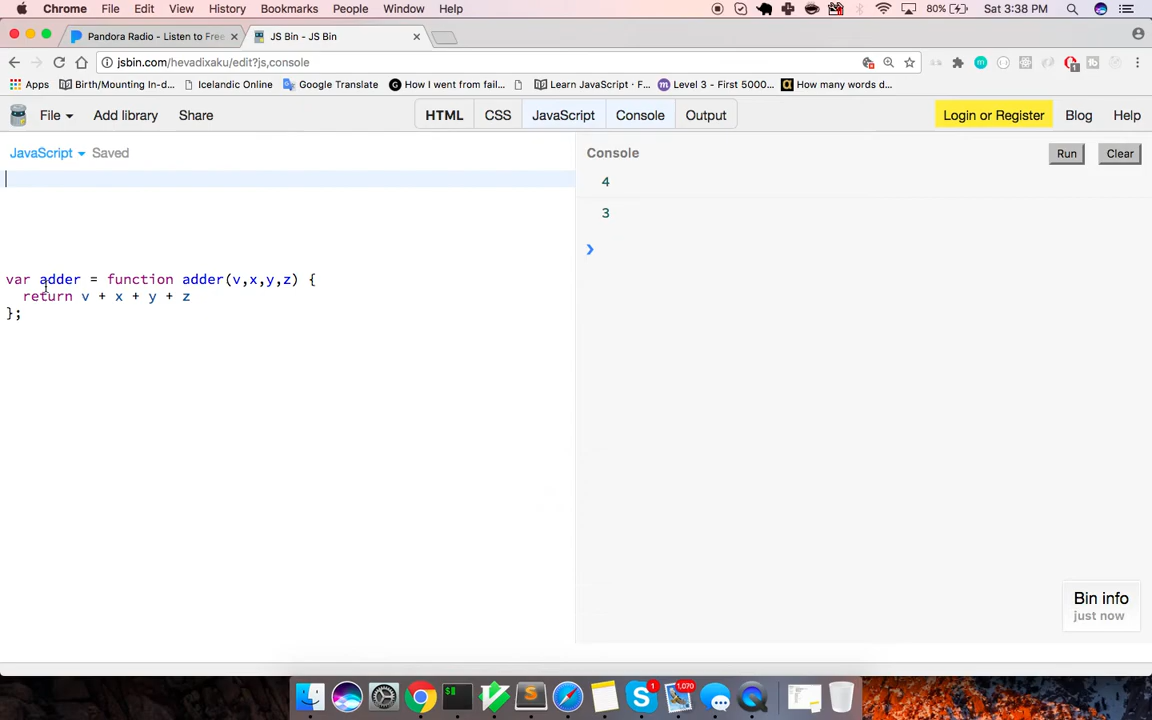 Chrome File Edit View History Bookmarks People Window Help 80% Sat 3:38 PM
Pandora Radio - Listen to Free JS Bin - JS Bin
jsbin.com/hevadixaku/edit?js,console
Apps Birth/Mounting In-d... Icelandic Online Google Translate How I went from fail... Learn JavaScript - F... Level 3 - First 5000... How many words d...
File Add library Share HTML CSS JavaScript Console Output Login or Register Blog Help
JavaScript Saved
Console Run Clear
4
3
var adder = function adder(v,x,y,z) {
return v + x + y + z
};
Bin info
just now
1 1,070